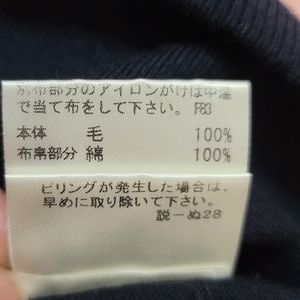 別布部分のアイロンがけは中温
で当て布をして下さい。F83
本体 毛 100%
布帛部分 綿 100%
ピリングが発生した場合は、
早めに取り除いて下さい。
説ーぬ28